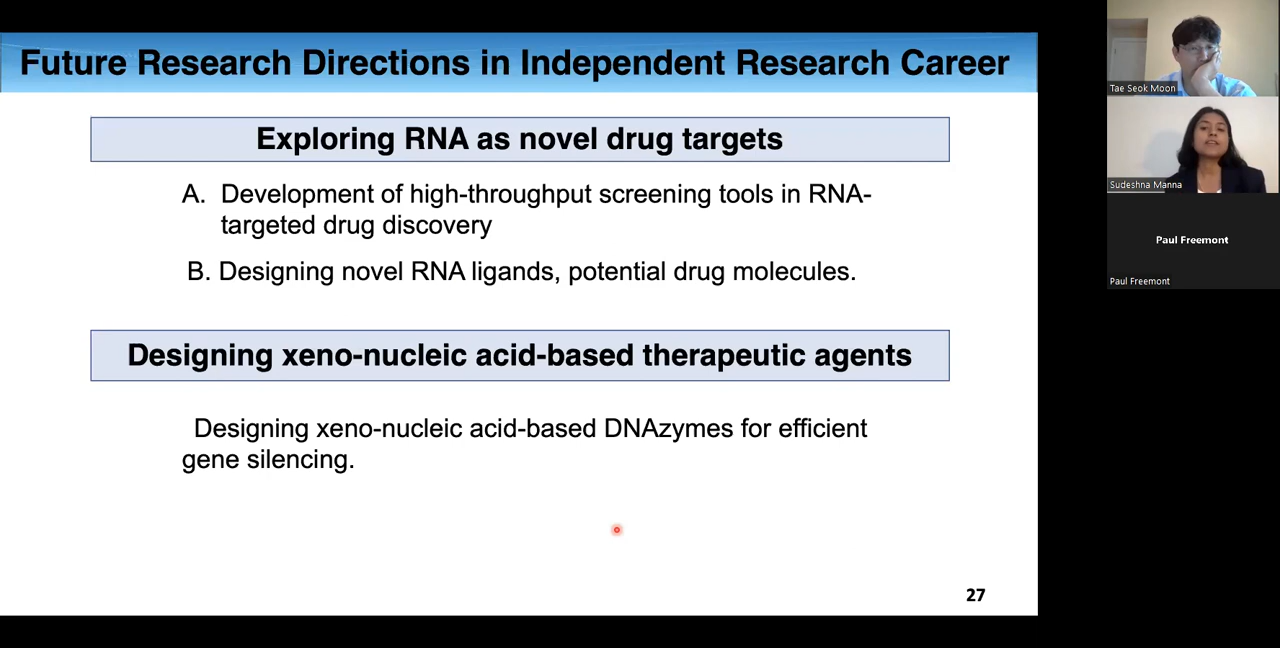 Future Research Directions in Independent Research Career
Exploring RNA as novel drug targets
A. Development of high-throughput screening tools in RNA-
targeted drug discovery
B. Designing novel RNA ligands, potential drug molecules.
Designing xeno-nucleic acid-based therapeutic agents
Designing xeno-nucleic acid-based DNAzymes for efficient
gene silencing.
27
Tae Seok Moon
Sudeshna Manna
Paul Freemont
Paul Freemont